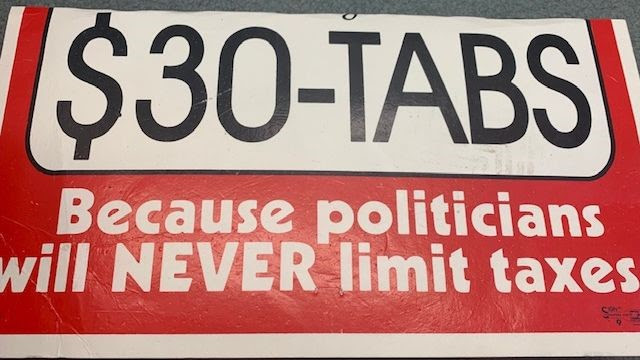 $30-TABS
Because politicians
will NEVER limit taxes